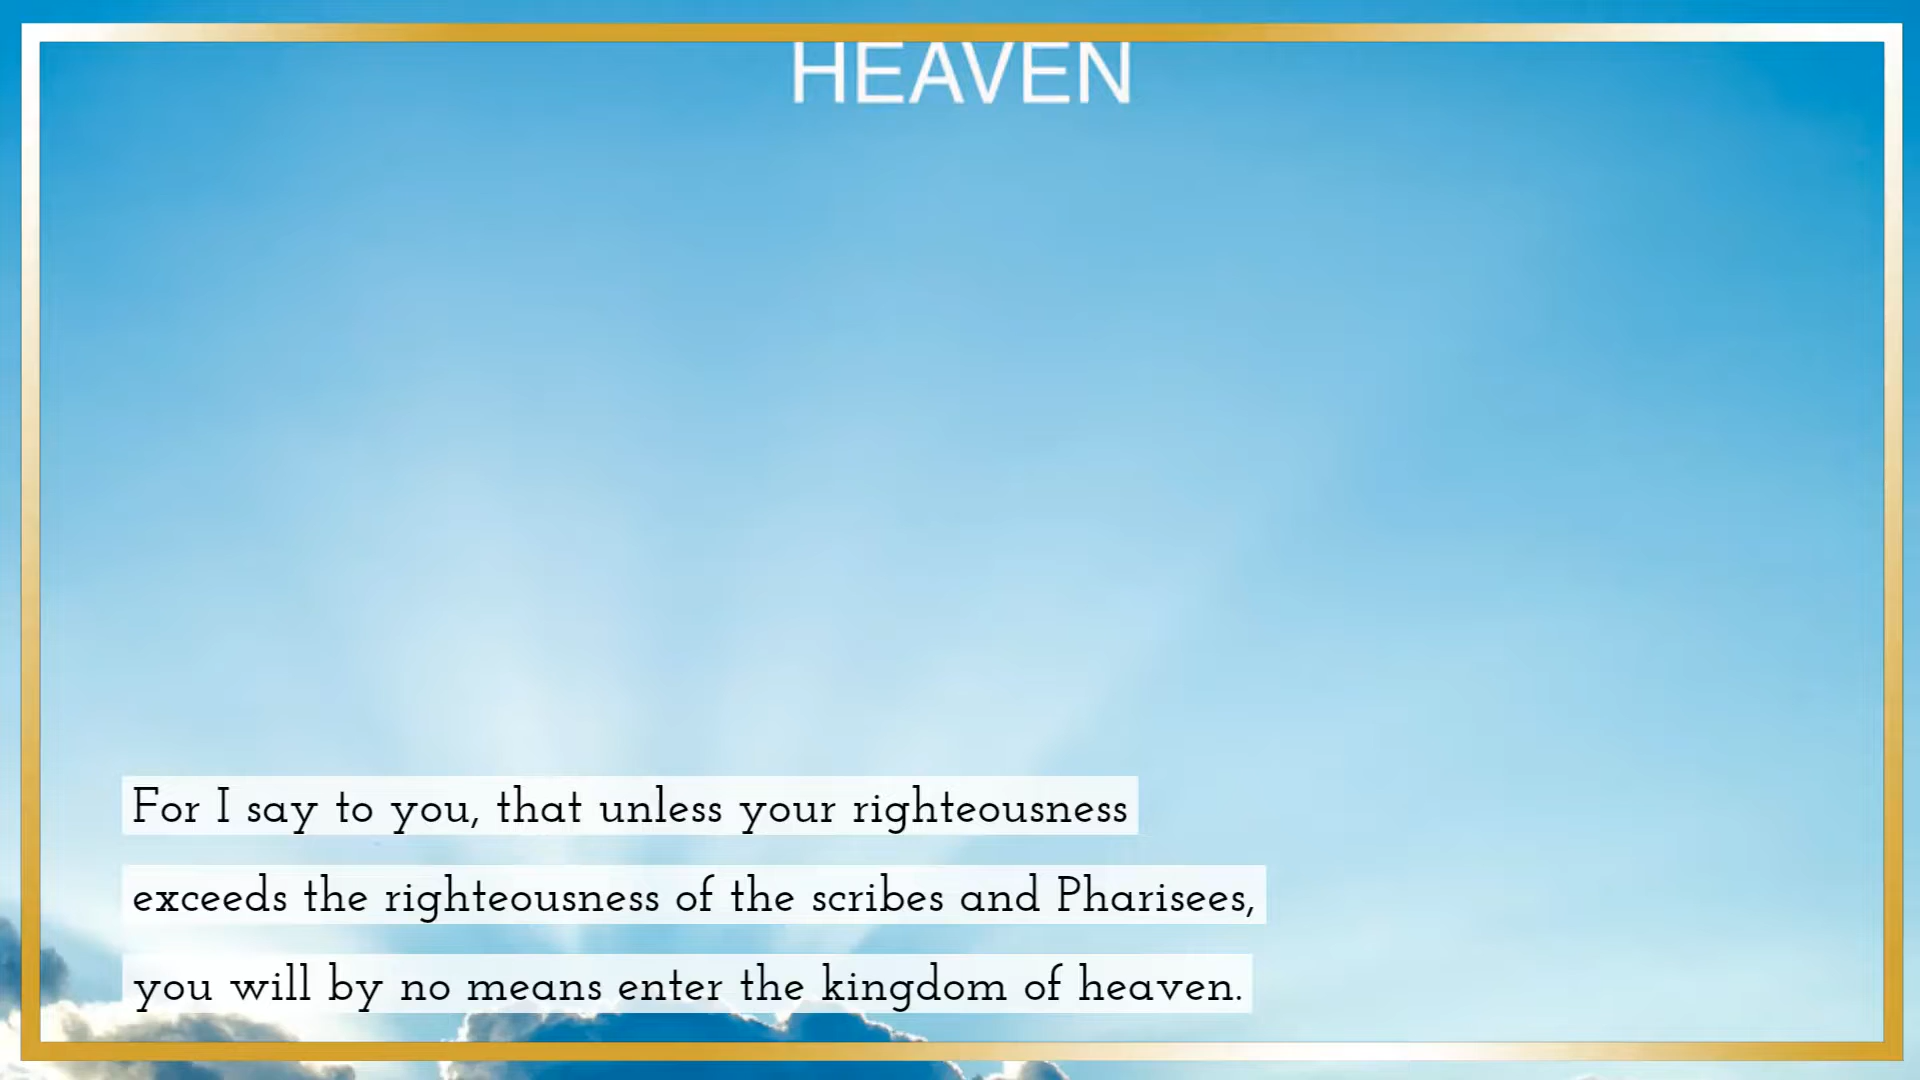 HEAVEN
For I say to you, that unless your righteousness
exceeds the righteousness of the scribes and Pharisees,
you will by no means enter the kingdom of heaven.